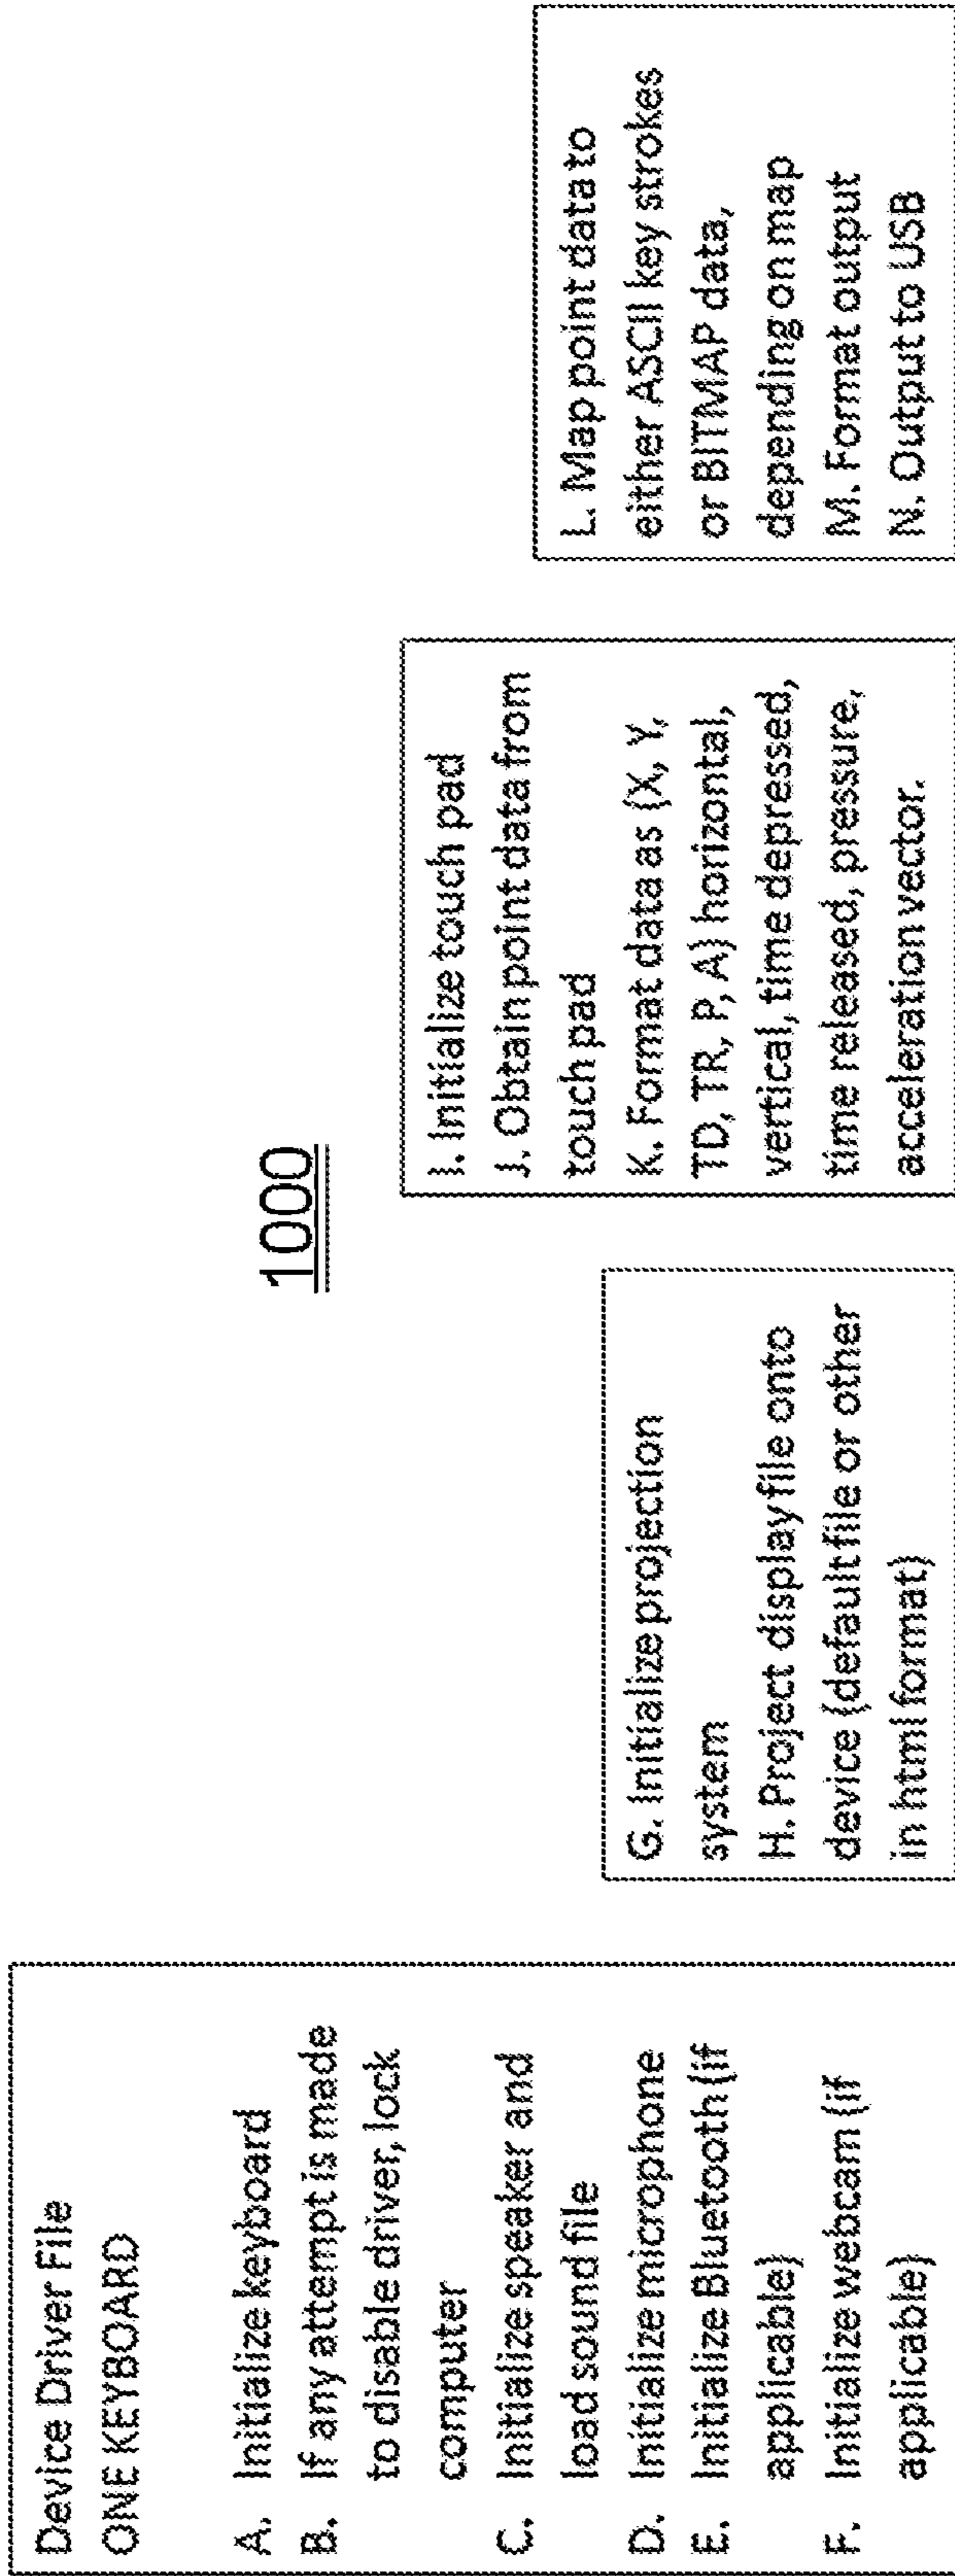 1000
Device Driver File
ONE KEYBOARD
A. Initialize keyboard
B. If any attempt is made
to disable driver, lock
computer
C. Initialize speaker and
load sound file
D. Initialize microphone
E. Initialize Bluetooth (if
applicable)
F. Initialize webcam (if
applicable)
G. Initialize projection
system
H. Project display file onto
device (default file or other
in html format)
I. Initialize touch pad
J. Obtain point data from
touch pad
K. Format data as (X, Y,
TD, TR, P, A) horizontal,
vertical, time depressed,
time released, pressure,
acceleration vector.
L. Map point data to
either ASCII key strokes
or BITMAP data,
depending on map
M. Format output
N. Output to USB